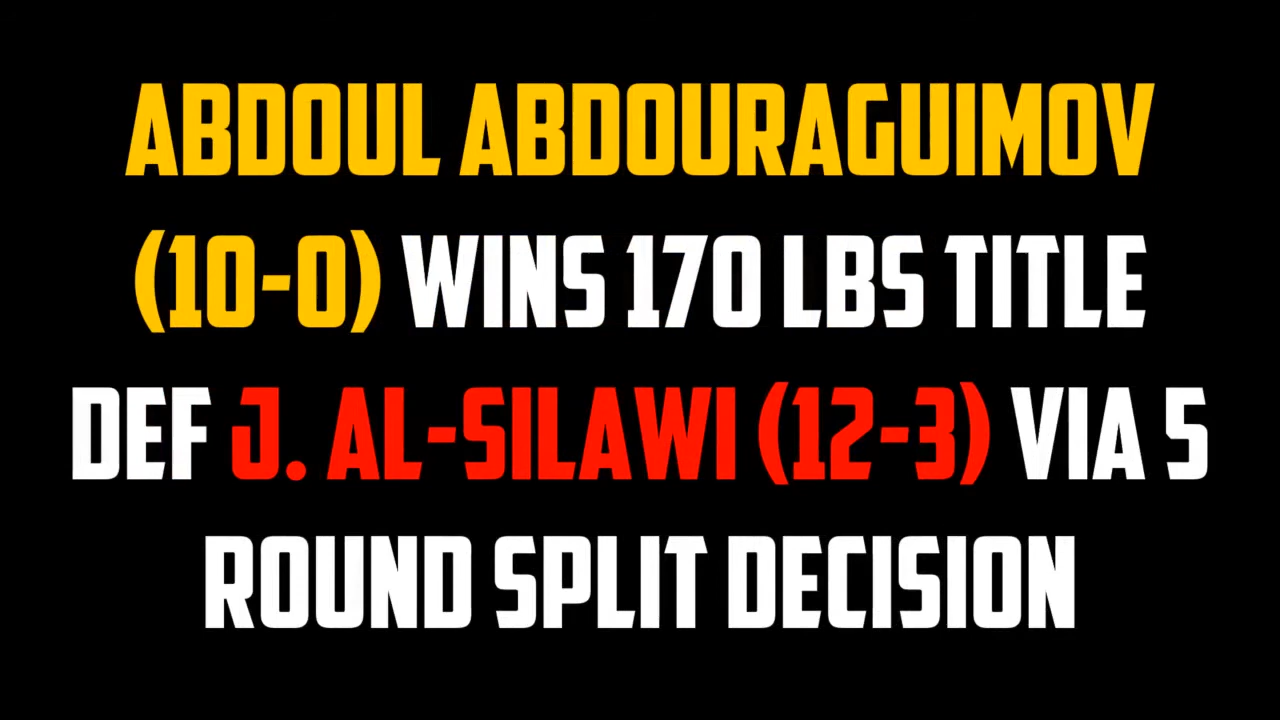 ABDOUL ABDOURAGUIMOV
(10-0) WINS 170 LBS TITLE
DEF J. AL-SILAWI (12-3) VIA 5
ROUND SPLIT DECISION